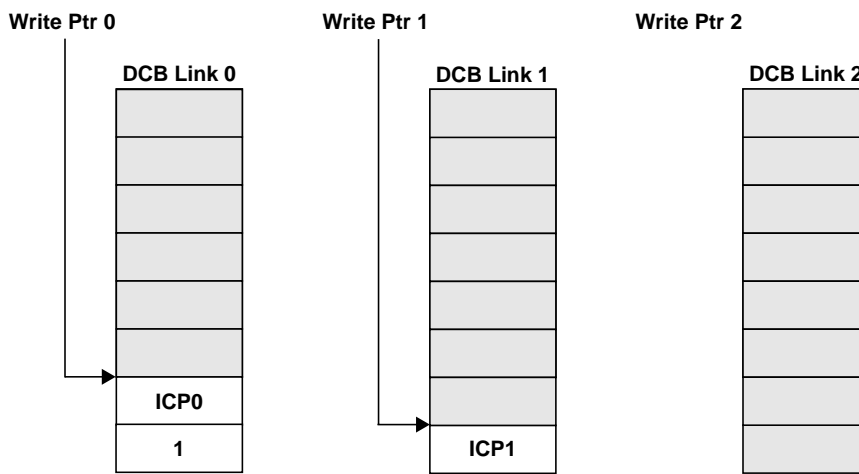 Write Ptr 0
Write Ptr 1
Write Ptr 2
DCB Link 0
DCB Link 1
DCB Link 2
ICP0
1
ICP1